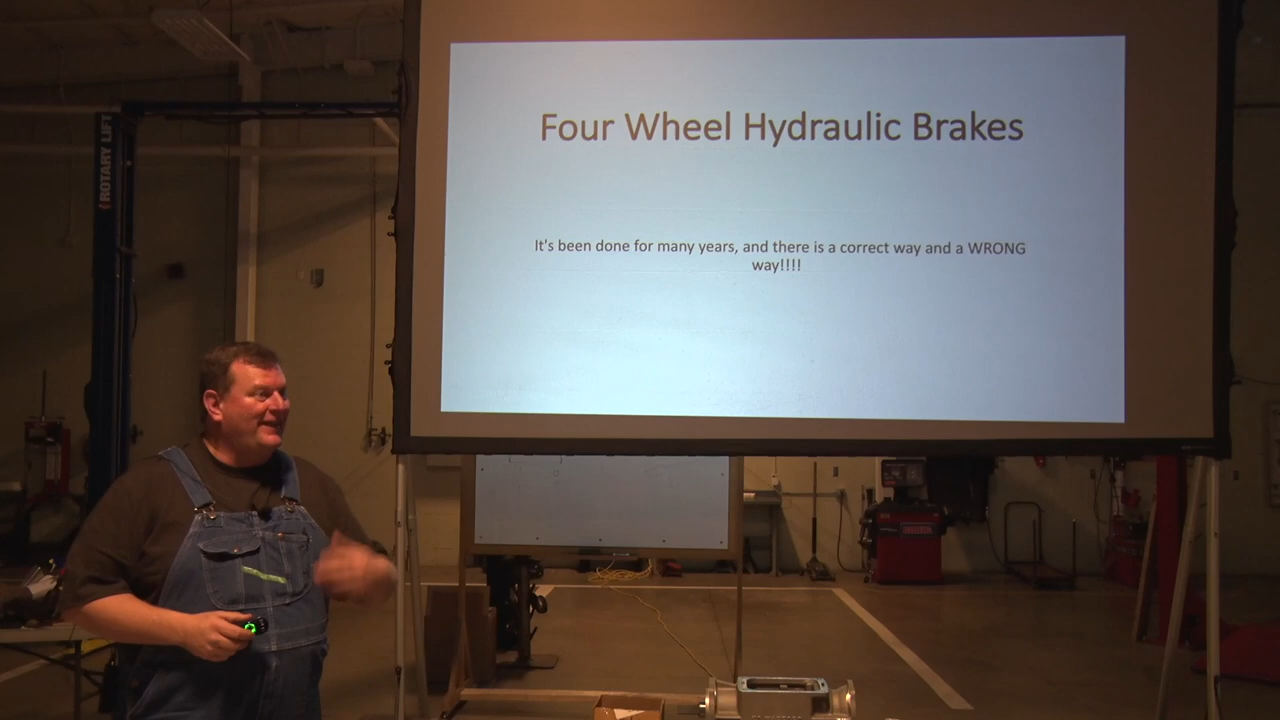 Four Wheel Hydraulic Brakes
It's been done for many years, and there is a correct way and a WRONG
way!!!!
ROTARY LIFT